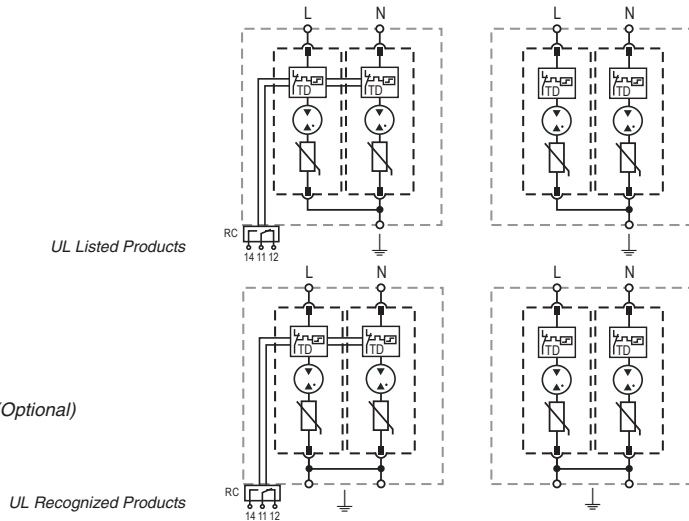 L N L N
TD TD TD TD
RC
14 11 12
UL Listed Products
L N L N
TD TD TD TD
(Optional)
RC
14 11 12
UL Recognized Products